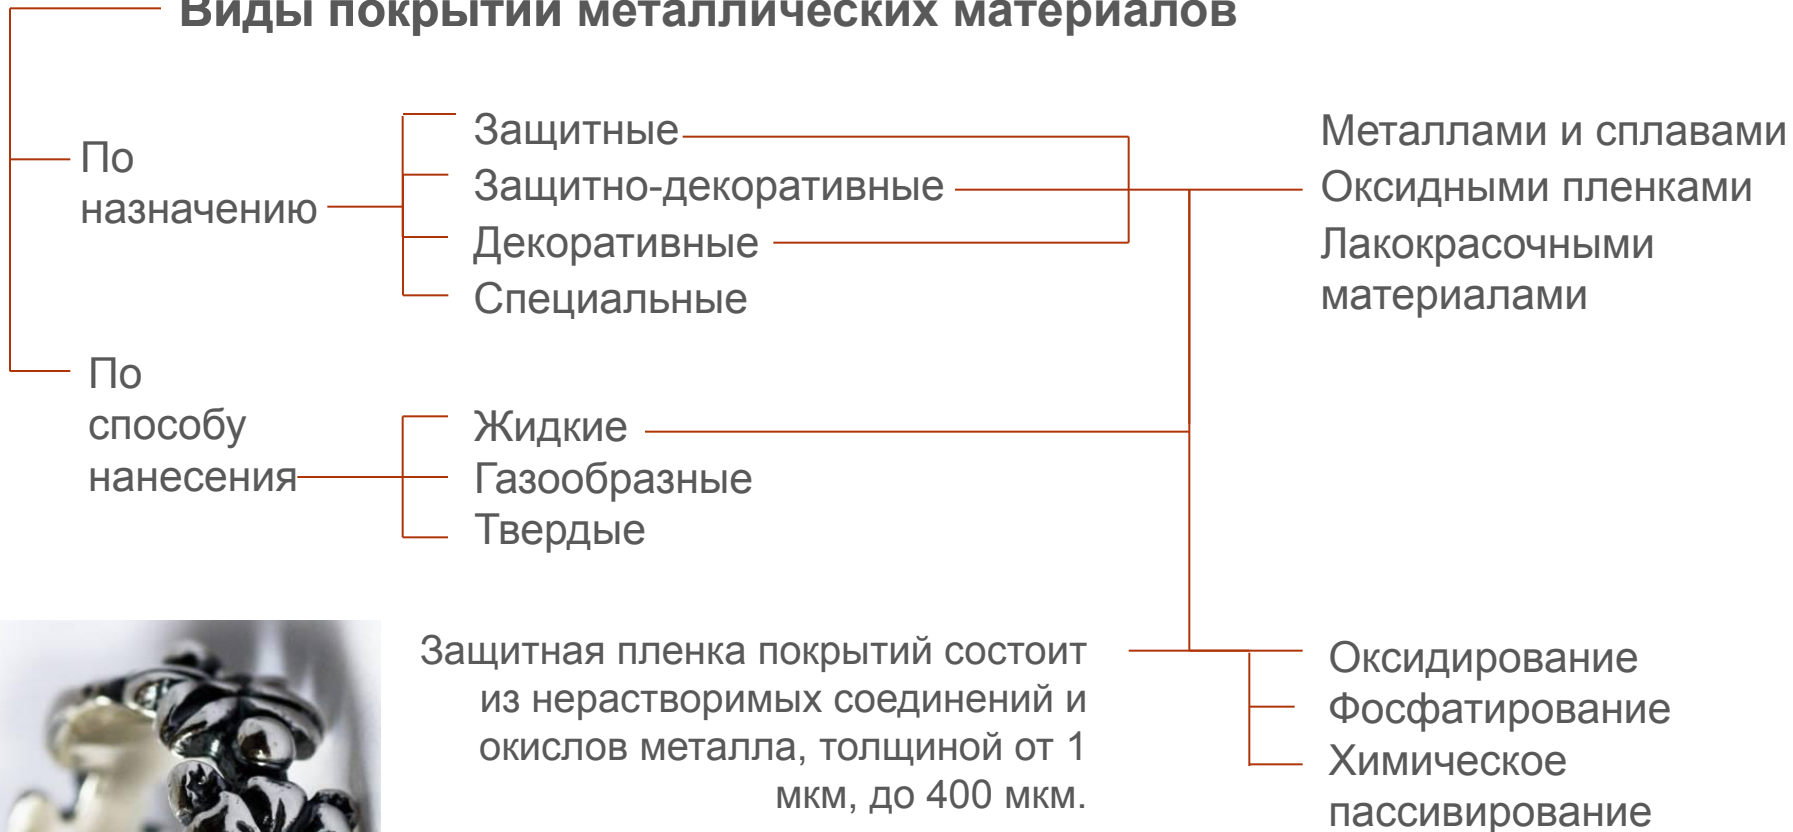 Виды покрытий металлических материалов
По
назначению
Защитные
Защитно-декоративные
Декоративные
Специальные
Металлами и сплавами
Оксидными пленками
Лакокрасочными
материалами
По
способу
нанесения
Жидкие
Газообразные
Твердые
Защитная пленка покрытий состоит
из нерастворимых соединений и
окислов металла, толщиной от 1
мкм, до 400 мкм.
Оксидирование
Фосфатирование
Химическое
пассивирование